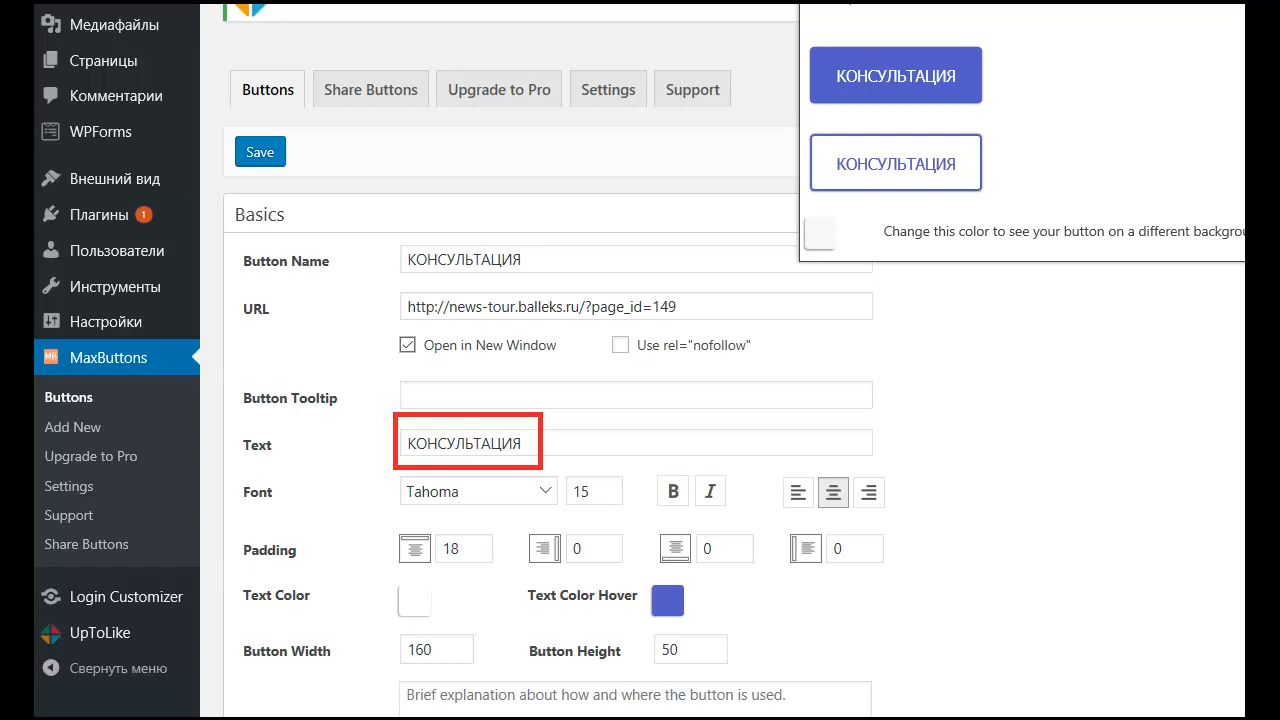 Медиафайлы
Страницы
Комментарии
WPForms
Внешний вид
Плагины 1
Пользователи
Инструменты
Настройки
MB MaxButtons
Buttons
Add New
Upgrade to Pro
Settings
Support
Share Buttons
Login Customizer
UpToLike
Свернуть меню
Buttons Share Buttons Upgrade to Pro Settings Support
Save
КОНСУЛЬТАЦИЯ
КОНСУЛЬТАЦИЯ
Change this color to see your button on a different
Basics
Button Name КОНСУЛЬТАЦИЯ
URL http://news-tour.balleks.ru/?page_id=149
Open in New Window Use rel="nofollow"
Button Tooltip
Text КОНСУЛЬТАЦИЯ
Font Tahoma 15 B I
Padding 18 0 0 0
Text Color Text Color Hover
Button Width 160 Button Height 50
Brief explanation about how and where the button is used.